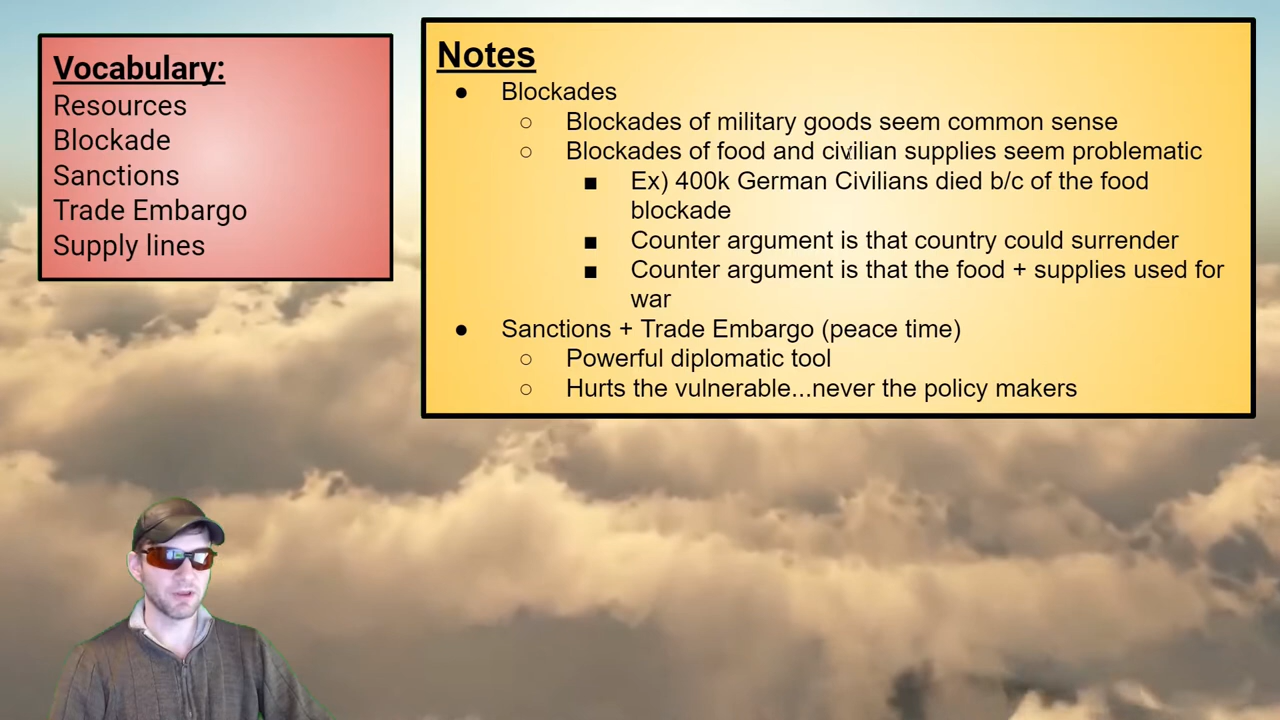 Vocabulary:
Resources
Blockade
Sanctions
Trade Embargo
Supply lines
Notes
● Blockades
○ Blockades of military goods seem common sense
○ Blockades of food and civilian supplies seem problematic
■ Ex) 400k German Civilians died b/c of the food
blockade
■ Counter argument is that country could surrender
■ Counter argument is that the food + supplies used for
war
● Sanctions + Trade Embargo (peace time)
○ Powerful diplomatic tool
○ Hurts the vulnerable...never the policy makers